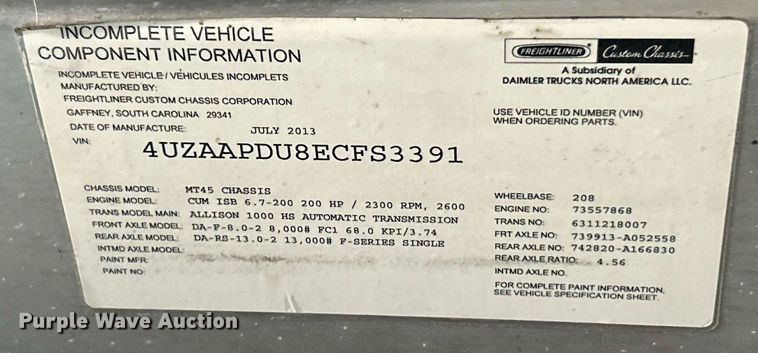 INCOMPLETE VEHICLE
COMPONENT INFORMATION
INCOMPLETE VEHICLE / VÉHICULES INCOMPLETS
MANUFACTURED BY:
FREIGHTLINER CUSTOM CHASSIS CORPORATION
GAFFNEY, SOUTH CAROLINA 29341
DATE OF MANUFACTURE: JULY 2013
VIN: 4UZAAPDU8ECFS3391
CHASSIS MODEL: MT45 CHASSIS
ENGINE MODEL: CUM ISB 6.7-200 200 HP / 2300 RPM, 2600
TRANS MODEL MAIN: ALLISON 1000 HS AUTOMATIC TRANSMISSION
FRONT AXLE MODEL: DA-F-8.0-2 8,000# FC1 68.0 KPI/3.74
REAR AXLE MODEL: DA-RS-13.0-2 13,000# F-SERIES SINGLE
INTMD AXLE MODEL:
PAINT MFR:
PAINT NO:
FREIGHTLINER Custom Chassis
A Subsidiary of
DAIMLER TRUCKS NORTH AMERICA LLC.
USE VEHICLE ID NUMBER (VIN)
WHEN ORDERING PARTS.
WHEELBASE: 208
ENGINE NO: 73557868
TRANS NO: 6311218007
FRT AXLE NO: 739913-A052558
REAR AXLE NO: 742820-A166830
REAR AXLE RATIO: 4.56
INTMD AXLE NO.
FOR COMPLETE PAINT INFORMATION,
SEE VEHICLE SPECIFICATION SHEET.
Purple Wave Auction